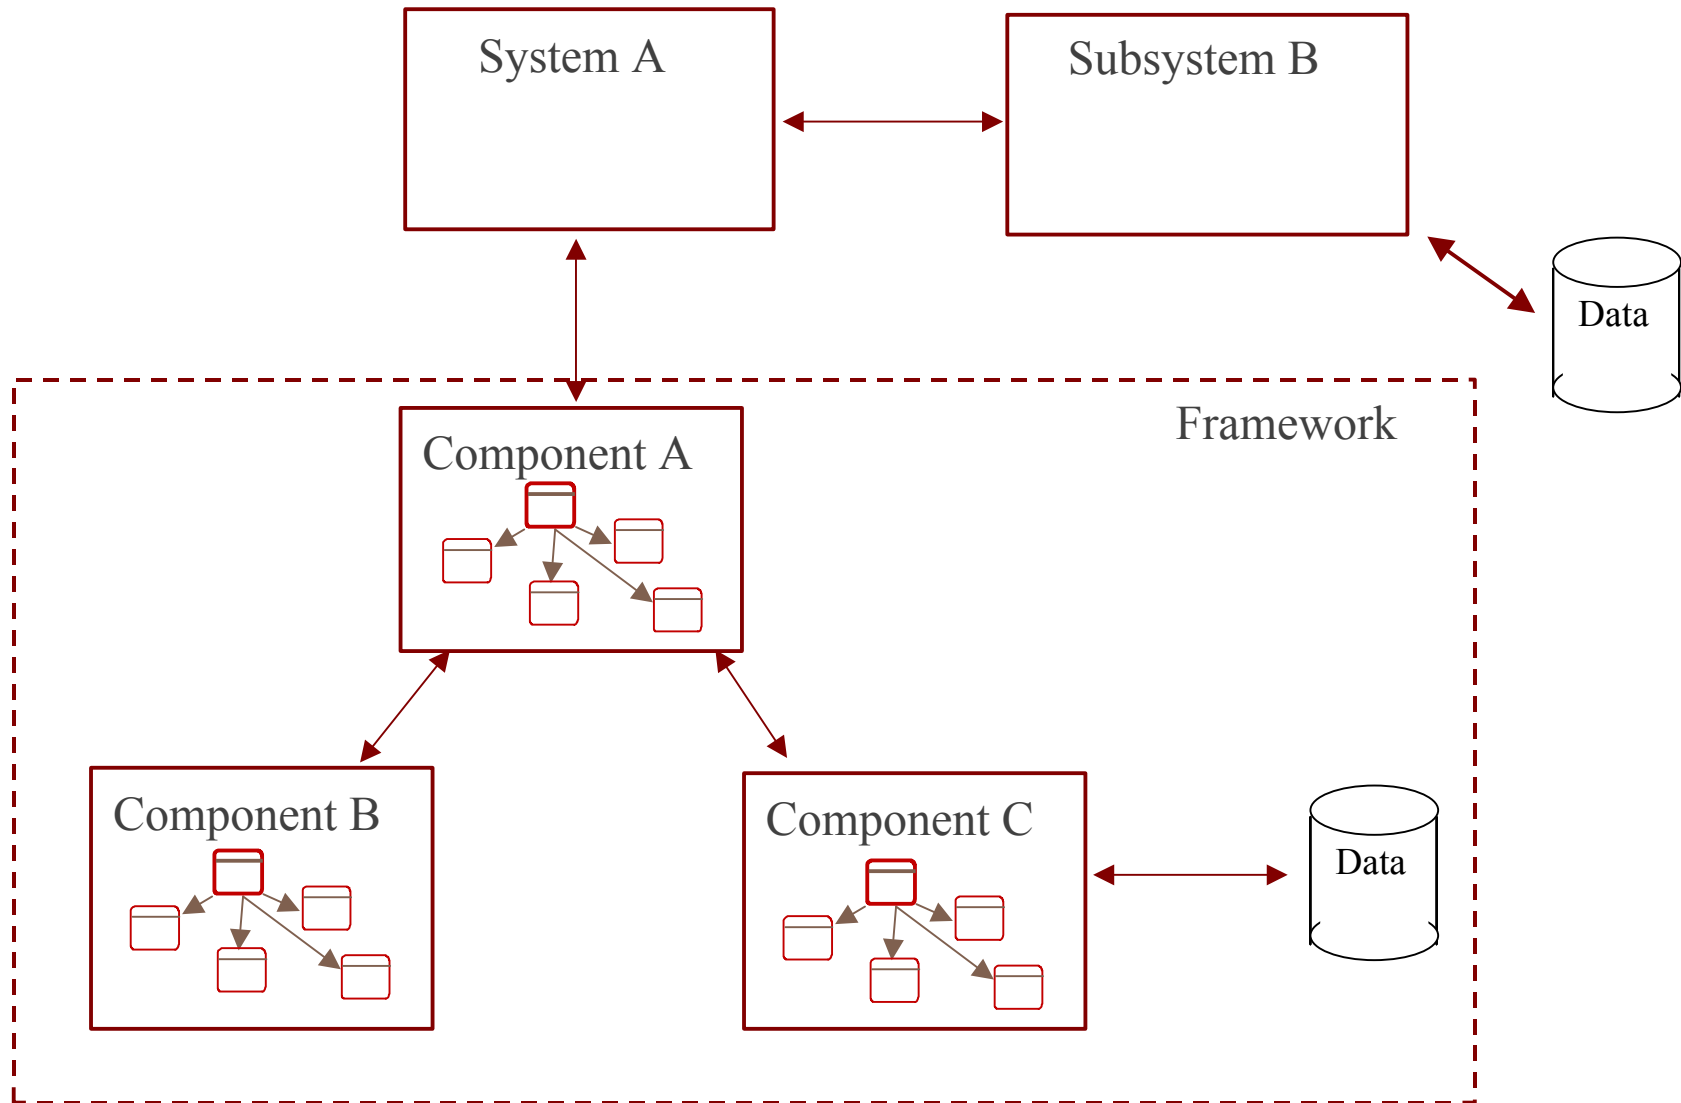 System A
Subsystem B
Data
Framework
Component A
Component B
Component C
Data